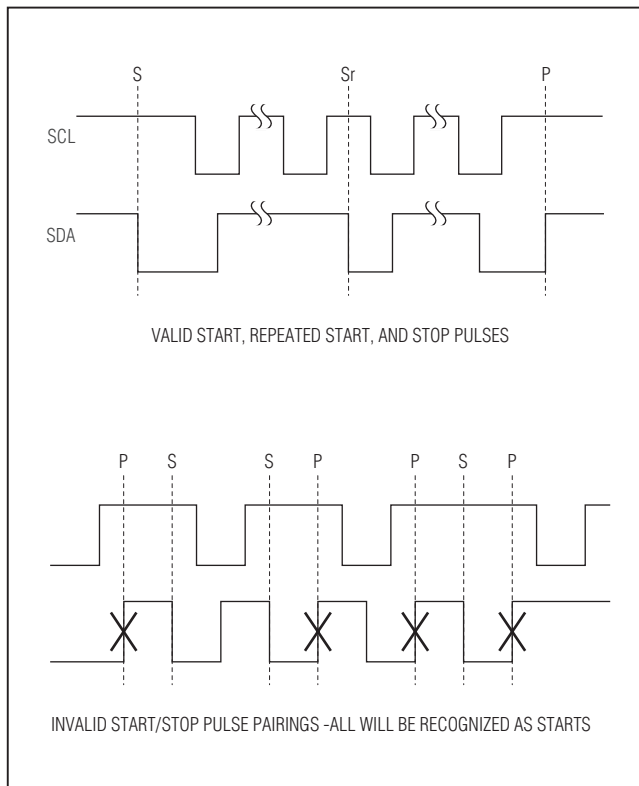 S Sr P
SCL
SDA
VALID START, REPEATED START, AND STOP PULSES
P S S P P S P
INVALID START/STOP PULSE PAIRINGS -ALL WILL BE RECOGNIZED AS STARTS